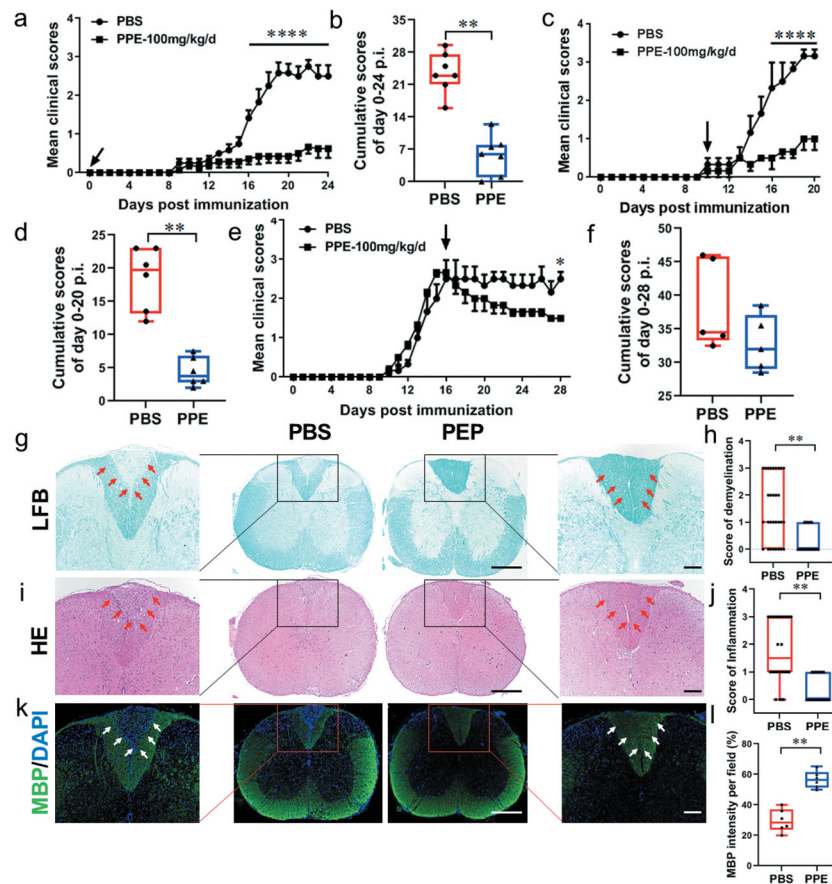 a
PBS
PPE-100mg/kg/d
****
Mean clinical scores
3
2
1
0
0 4 8 12 16 20 24
Days post immunization
b
**
Cumulative scores
of day 0-24 p.i.
35
28
21
14
7
0
PBS PPE
c
PBS
PPE-100mg/kg/d
****
Mean clinical scores
4
3
2
1
0
0 4 8 12 16 20
Days post immunization
d
**
Cumulative scores
of day 0-20 p.i.
25
20
15
10
5
0
PBS PPE
e
PBS
PPE-100mg/kg/d
*
Mean clinical scores
4
3
2
1
0
0 4 8 12 16 20 24 28
Days post immunization
f
Cumulative scores
of day 0-28 p.i.
50
45
40
35
30
25
PBS PPE
PBS PEP
g
LFB
h
**
Score of demyelination
4
3
2
1
0
PBS PPE
i
HE
j
**
Score of Inflammation
4
3
2
1
0
PBS PPE
k
MBP/DAPI
l
**
MBP intensity per field (%)
80
60
40
20
0
PBS PPE